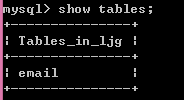 mysql> show tables;
+---------------+
| Tables_in_ljg |
+---------------+
| email         |
+---------------+